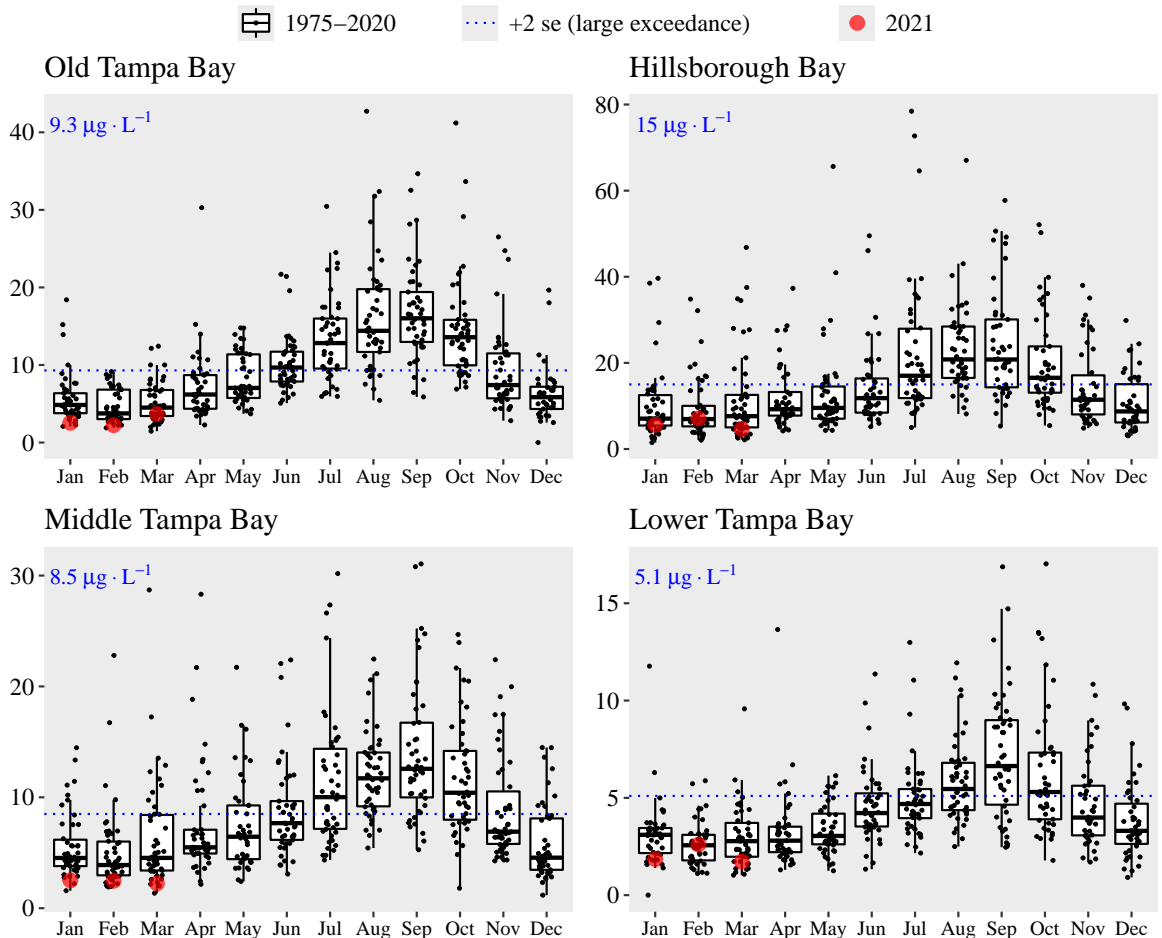 1975–2020 +2 se (large exceedance) 2021
Old Tampa Bay
9.3 μg · L⁻¹
40
30
20
10
0
Jan Feb Mar Apr May Jun Jul Aug Sep Oct Nov Dec
Hillsborough Bay
15 μg · L⁻¹
80
60
40
20
0
Jan Feb Mar Apr May Jun Jul Aug Sep Oct Nov Dec
Middle Tampa Bay
8.5 μg · L⁻¹
30
20
10
0
Jan Feb Mar Apr May Jun Jul Aug Sep Oct Nov Dec
Lower Tampa Bay
5.1 μg · L⁻¹
15
10
5
0
Jan Feb Mar Apr May Jun Jul Aug Sep Oct Nov Dec